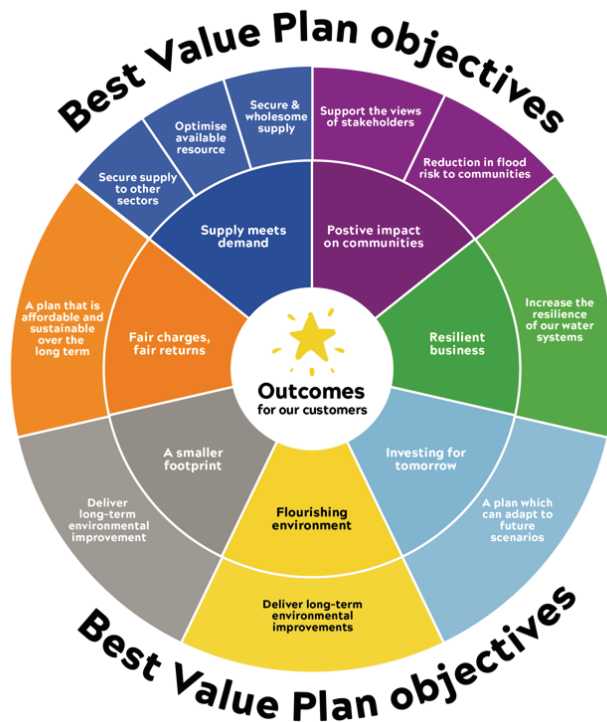 Best Value Plan objectives
Secure &
wholesome
supply
Support the views
of stakeholders
Optimise
available
resource
Reduction in flood
risk to communities
Secure supply
to other
sectors
Supply meets
demand
Postive impact
on communities
A plan that is
affordable and
sustainable
over the
long term
Fair charges,
fair returns
Resilient
business
Increase the
resilience
of our water
systems
Outcomes
for our customers
A smaller
footprint
Investing for
tomorrow
Deliver
long-term
environmental
improvement
Flourishing
environment
A plan which
can adapt to
future
scenarios
Deliver long-term
environmental
improvements
Best Value Plan objectives